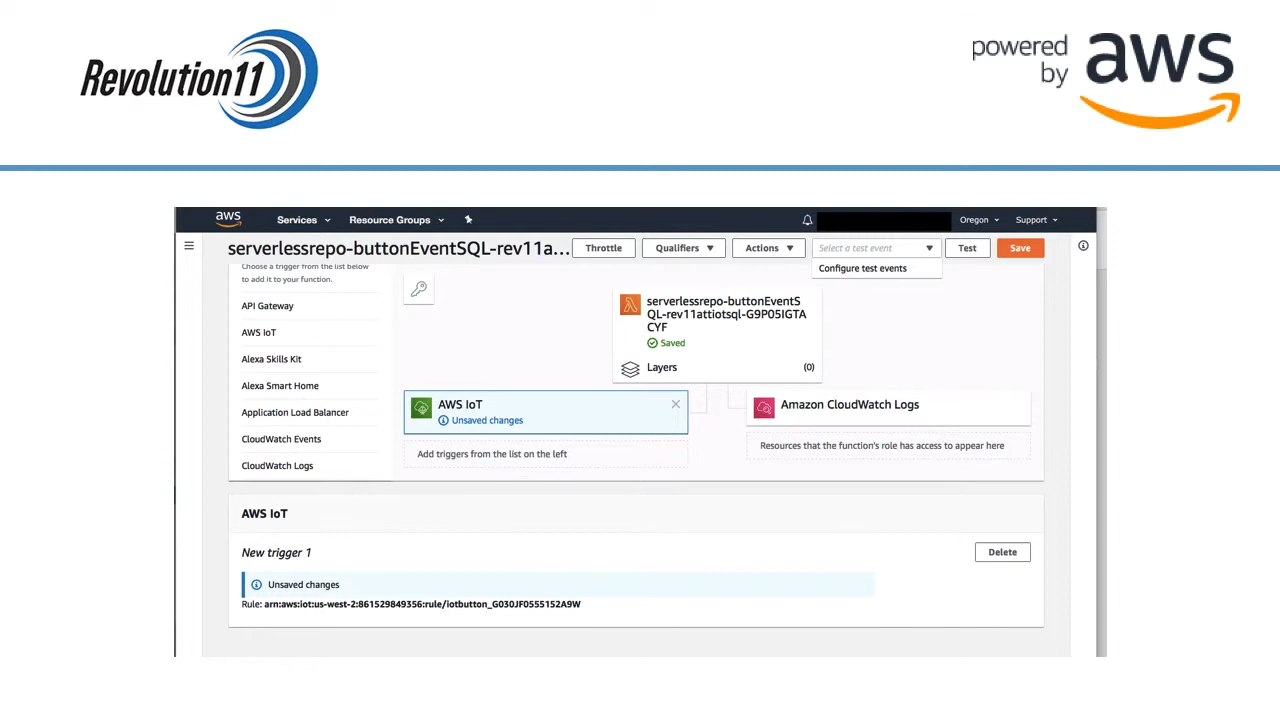 Revolution11
powered
by
aws
aws
Services
Resource Groups
Oregon
Support
serverlessrepo-buttonEventSQL-rev11a...
Throttle
Qualifiers
Actions
Select a test event
Test
Save
Configure test events
Choose a trigger from the list below
to add it to your function.
API Gateway
AWS IoT
Alexa Skills Kit
Alexa Smart Home
Application Load Balancer
CloudWatch Events
CloudWatch Logs
serverlessrepo-buttonEventS
QL-rev11attiotsql-G9P05IGTA
CYF
Saved
Layers
(0)
AWS IoT
Unsaved changes
Add triggers from the list on the left
Amazon CloudWatch Logs
Resources that the function's role has access to appear here
AWS IoT
New trigger 1
Delete
Unsaved changes
Rule: arn:aws:iot:us-west-2:861529849356:rule/iotbutton_G030JF0555152A9W